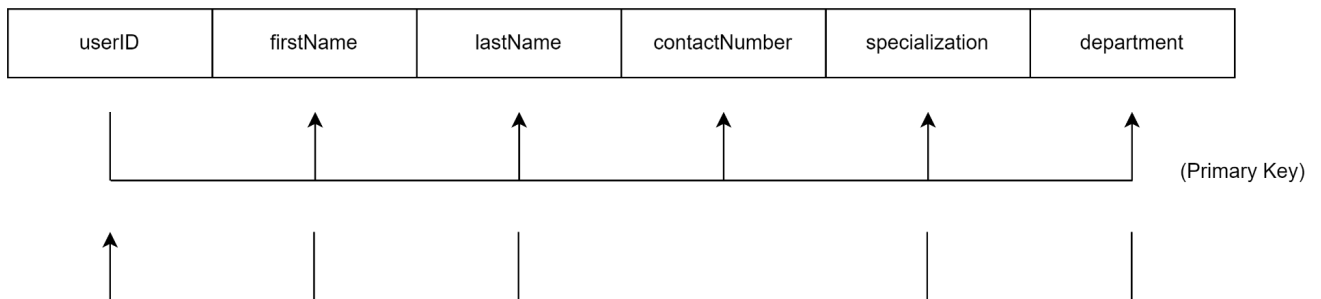 userID firstName lastName contactNumber specialization department
(Primary Key)